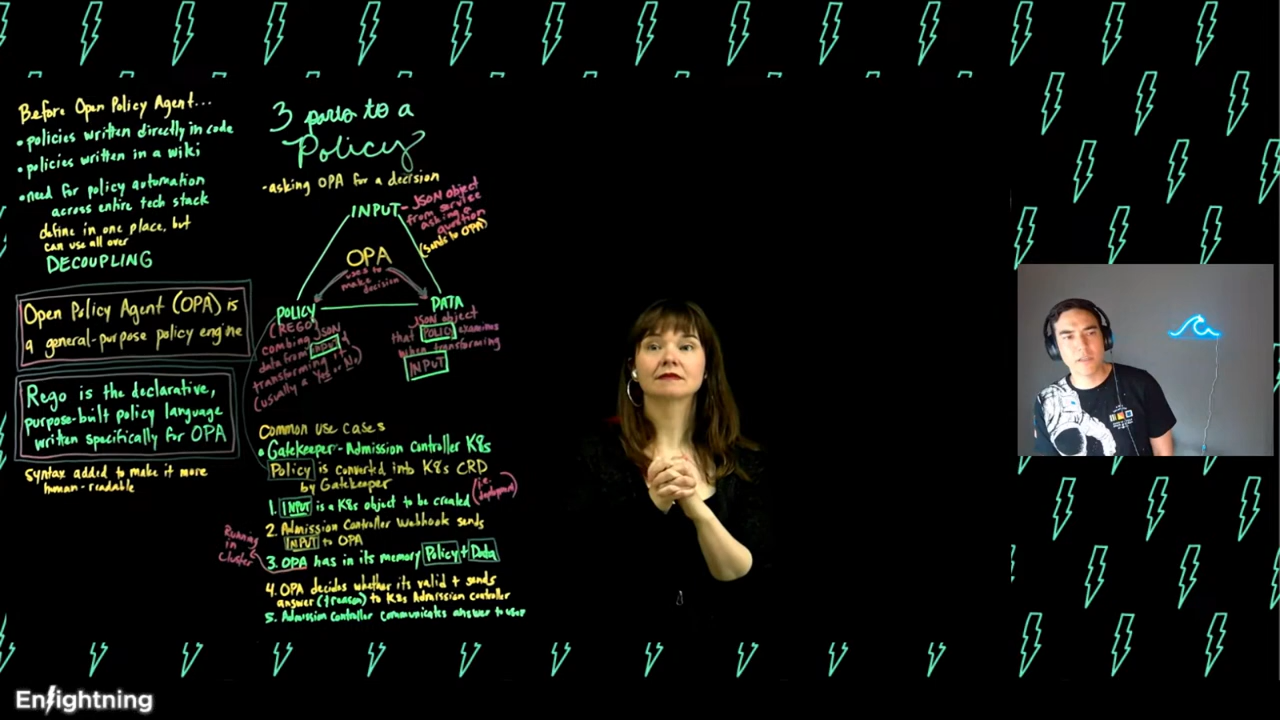 Before Open Policy Agent...
• policies written directly in code
• policies written in a wiki
• need for policy automation
across entire tech stack
define in one place, but
can use all over
DECOUPLING
Open Policy Agent (OPA) is
a general-purpose policy engine
Rego is the declarative,
purpose-built policy language
written specifically for OPA
Syntax added to make it more
human-readable
3 parts to a
Policy
- asking OPA for a decision
INPUT - JSON object
from service
asking a
question
(sends to OPA)
OPA
uses to
make
decision
POLICY
(REGO)
combining JSON
data from INPUT &
transforming it
(usually a Yes or No)
DATA
JSON object
that POLICY examines
when transforming
INPUT
Common use cases
• Gatekeeper - Admission Controller K8s
Policy is converted into K8s CRD
by Gatekeeper
1. INPUT is a K8s object to be created (i.e. deployment)
2. Admission Controller Webhook sends
INPUT to OPA
Running
in
cluster
3. OPA has in its memory Policy + Data
4. OPA decides whether its valid + sends
answer (+reason) to K8s Admission Controller
5. Admission Controller communicates answer to user
Enlightning